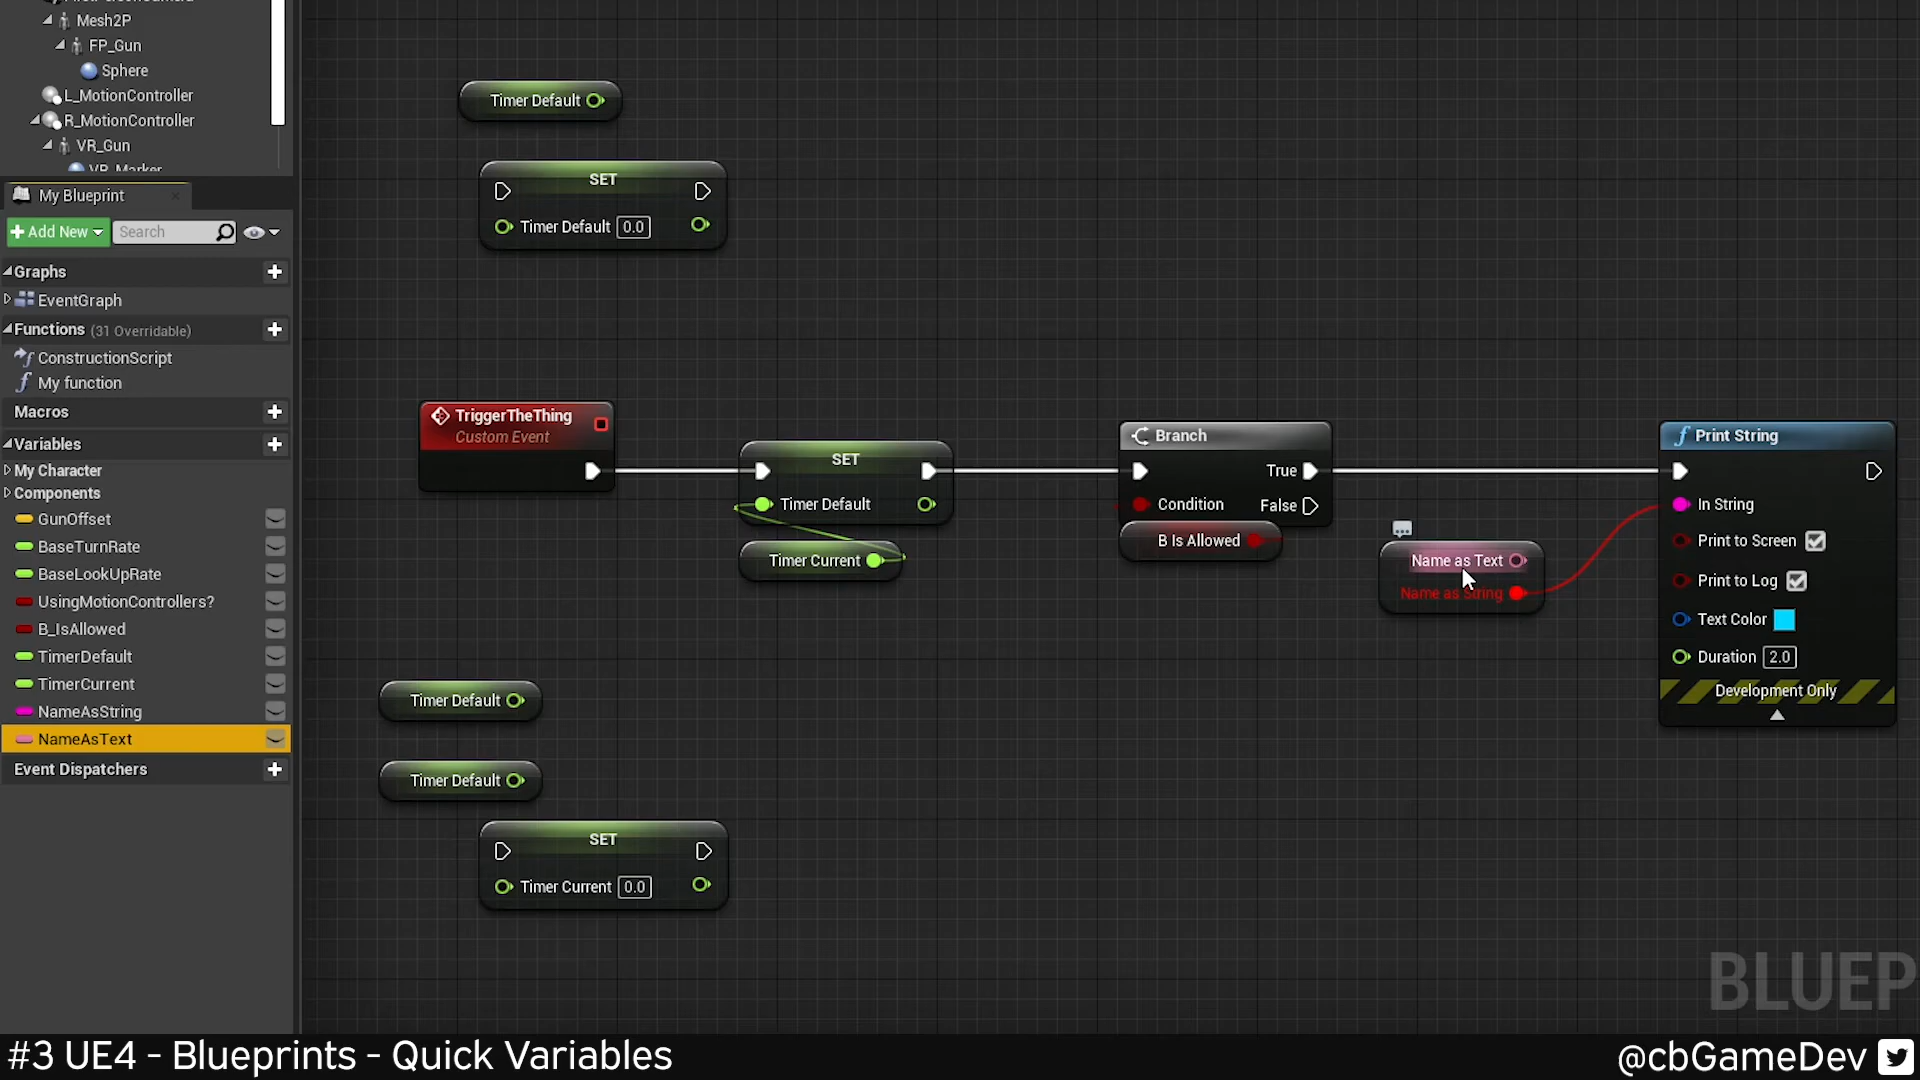 Mesh2P
FP_Gun
Sphere
L_MotionController
R_MotionController
VR_Gun
VR_Marker
My Blueprint
Add New
Search
Graphs
EventGraph
Functions (31 Overridable)
ConstructionScript
My function
Macros
Variables
My Character
Components
GunOffset
BaseTurnRate
BaseLookUpRate
UsingMotionControllers?
B_IsAllowed
TimerDefault
TimerCurrent
NameAsString
NameAsText
Event Dispatchers
Timer Default
SET
Timer Default 0.0
TriggerTheThing
Custom Event
SET
Timer Default
Timer Current
Branch
True
Condition
False
B Is Allowed
Name as Text
Name as String
Print String
In String
Print to Screen
Print to Log
Text Color
Duration 2.0
Development Only
Timer Default
Timer Default
SET
Timer Current 0.0
BLUEP
#3 UE4 - Blueprints - Quick Variables
@cbGameDev